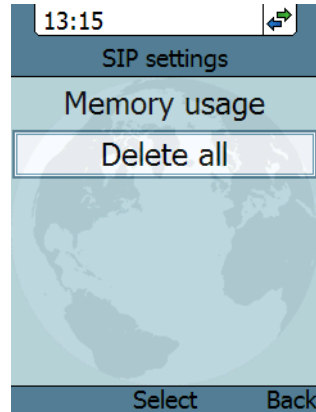 13:15
SIP settings
Memory usage
Delete all
Select Back